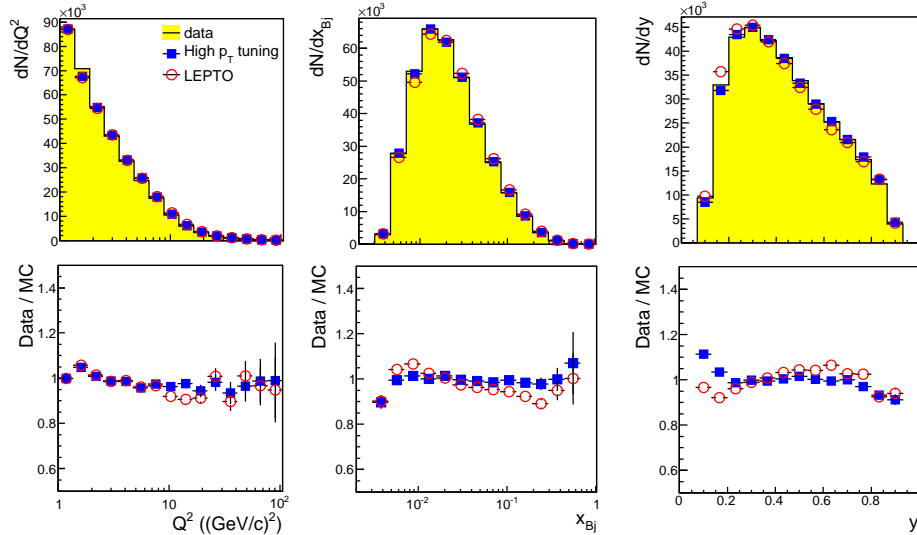 ×10³ ×10³ ×10³
dN/dQ² dN/dx_Bj dN/dy
data
High p_T tuning
LEPTO
90 80 70 60 50 40 30 20 10 0
60 50 40 30 20 10 0
45 40 35 30 25 20 15 10 5 0
Data / MC Data / MC Data / MC
1.4 1.2 1.0 0.8 0.6
1.4 1.2 1.0 0.8 0.6
1.4 1.2 1.0 0.8 0.6
1 10 10²
10⁻² 10⁻¹ 1
0 0.2 0.4 0.6 0.8
Q² ((GeV/c)²) x_Bj y